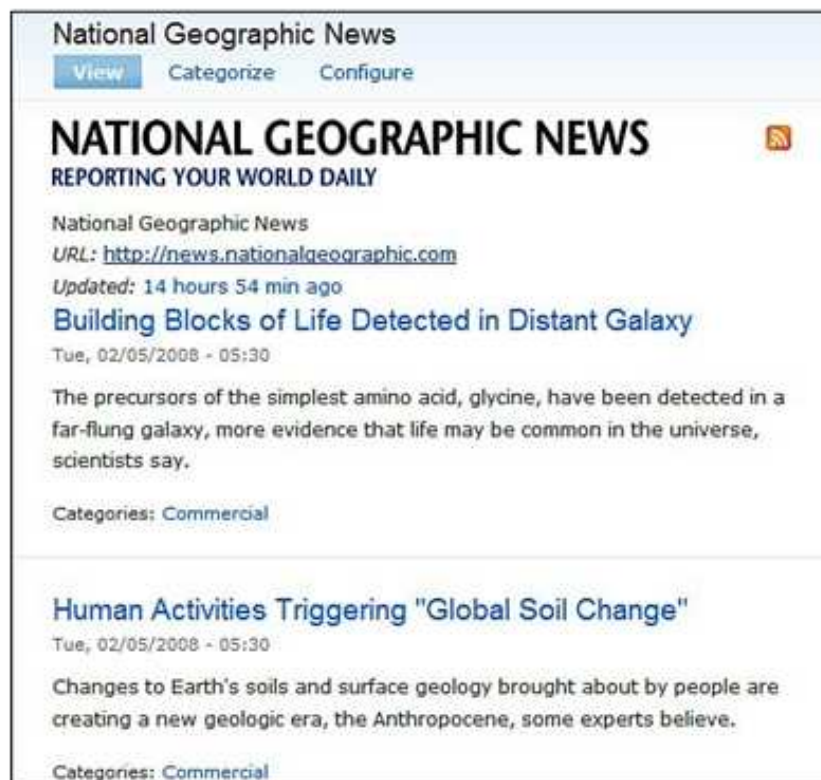 National Geographic News
View Categorize Configure
NATIONAL GEOGRAPHIC NEWS
REPORTING YOUR WORLD DAILY
National Geographic News
URL: http://news.nationalgeographic.com
Updated: 14 hours 54 min ago
Building Blocks of Life Detected in Distant Galaxy
Tue, 02/05/2008 - 05:30
The precursors of the simplest amino acid, glycine, have been detected in a
far-flung galaxy, more evidence that life may be common in the universe,
scientists say.
Categories: Commercial
Human Activities Triggering "Global Soil Change"
Tue, 02/05/2008 - 05:30
Changes to Earth's soils and surface geology brought about by people are
creating a new geologic era, the Anthropocene, some experts believe.
Categories: Commercial